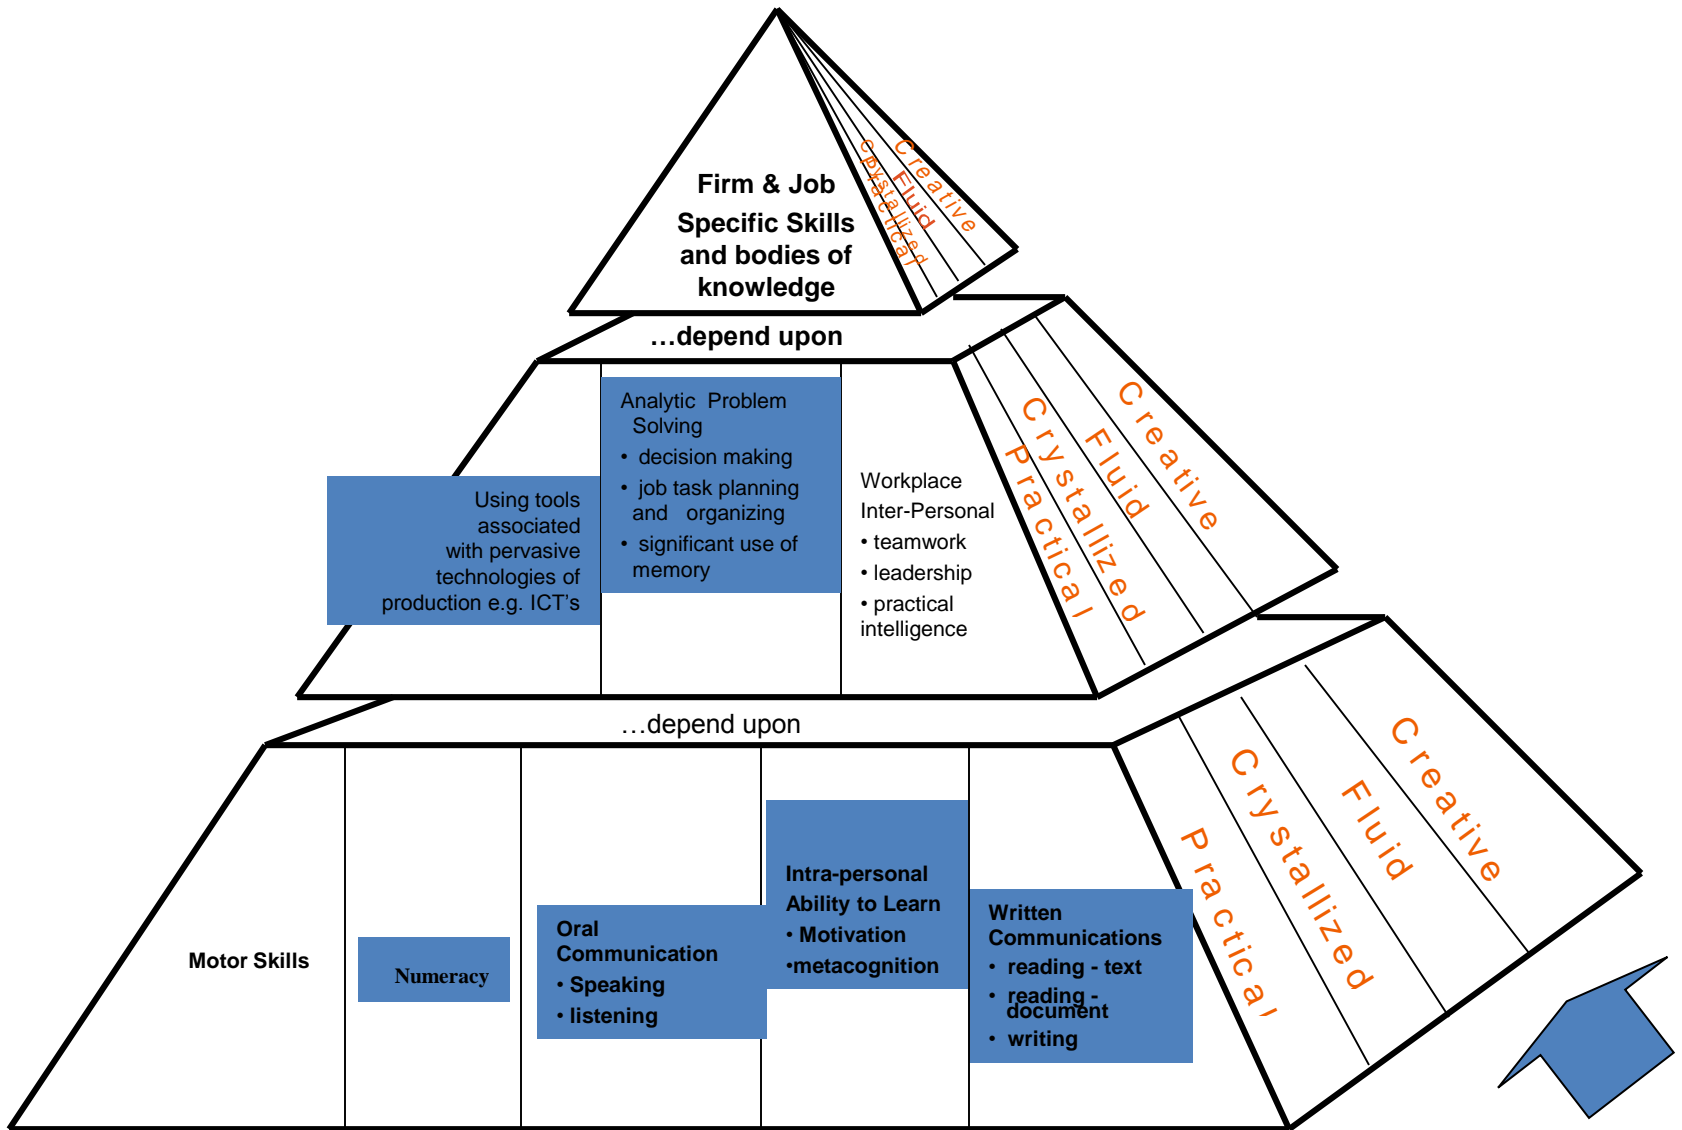 Firm & Job
Specific Skills
and bodies of
knowledge
Practical
Crystallized
Fluid
Creative
…depend upon
Using tools
associated
with pervasive
technologies of
production e.g. ICT's
Analytic Problem
Solving
• decision making
• job task planning
and organizing
• significant use of
memory
Workplace
Inter-Personal
• teamwork
• leadership
• practical
intelligence
Practical
Crystallized
Fluid
Creative
…depend upon
Motor Skills
Numeracy
Oral
Communication
• Speaking
• listening
Intra-personal
Ability to Learn
• Motivation
•metacognition
Written
Communications
• reading - text
• reading -
document
• writing
Practical
Crystallized
Fluid
Creative